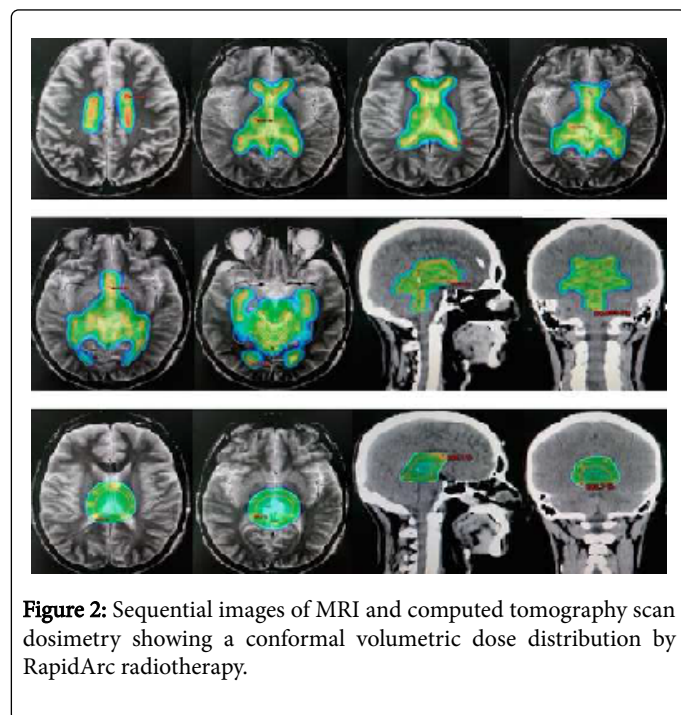 Figure 2: Sequential images of MRI and computed tomography scan
dosimetry showing a conformal volumetric dose distribution by
RapidArc radiotherapy.